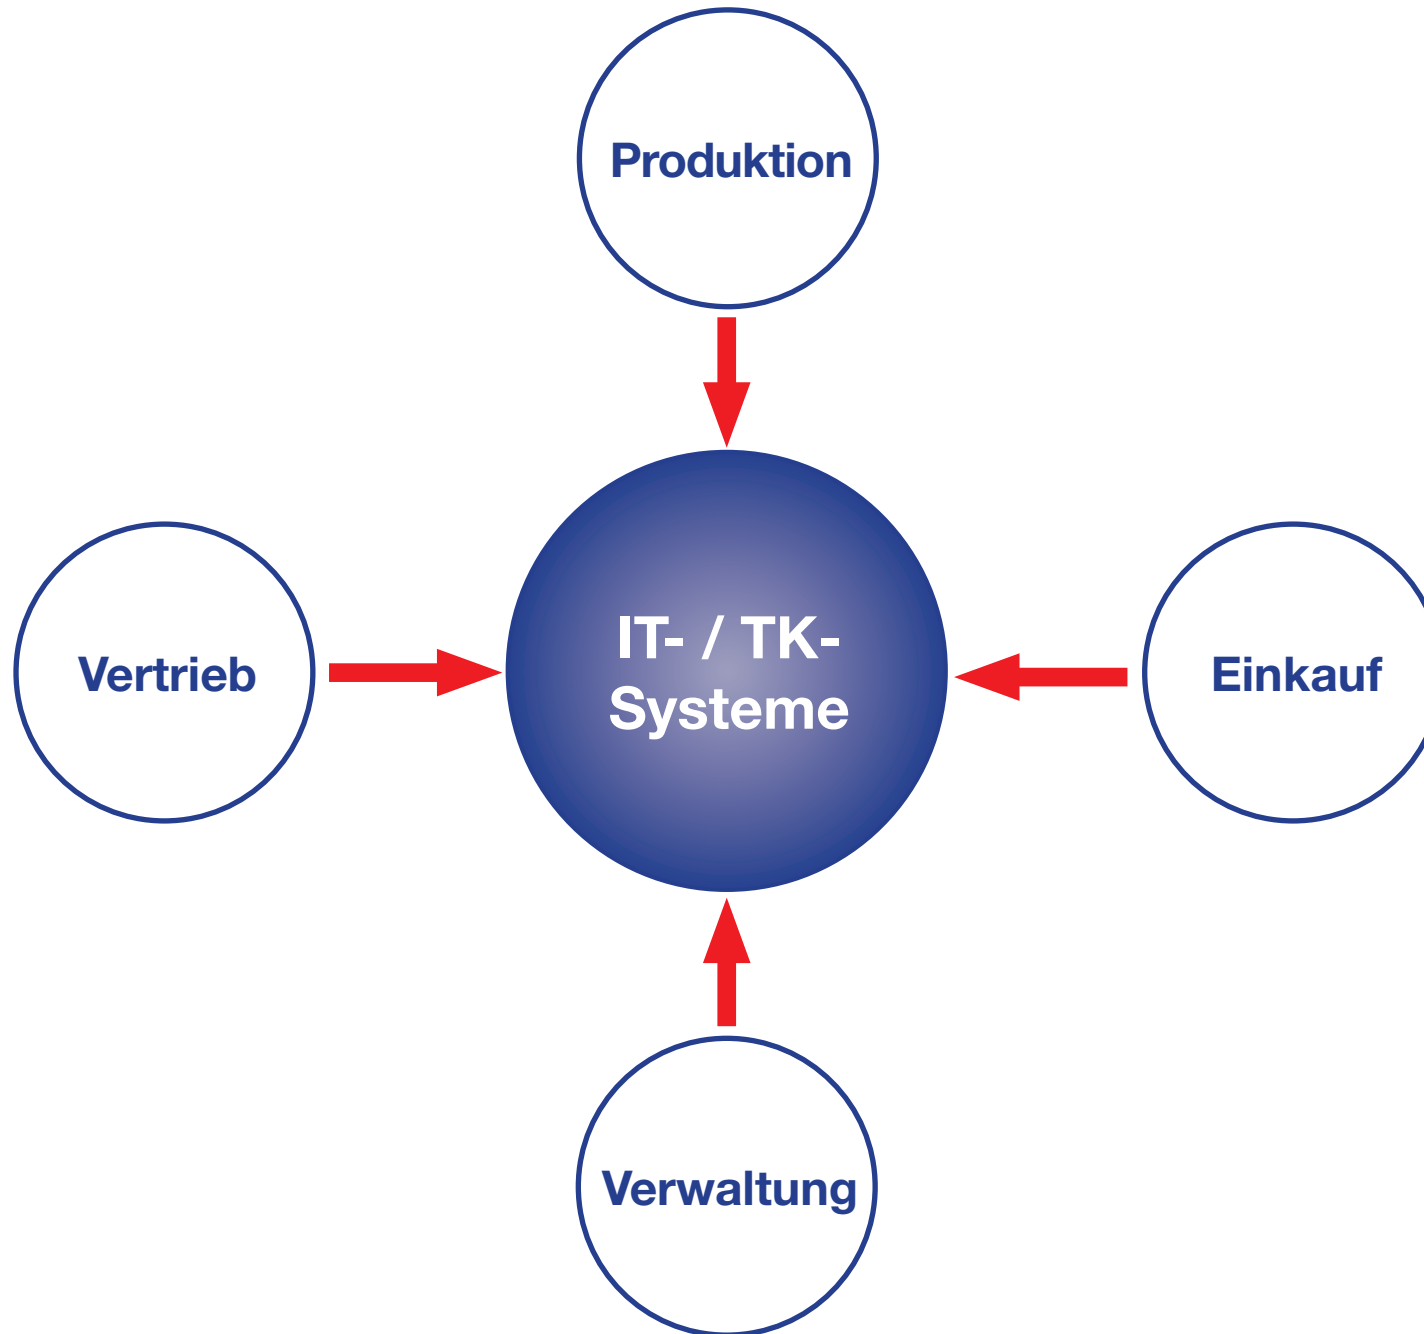 Produktion
Vertrieb
IT- / TK-
Systeme
Einkauf
Verwaltung